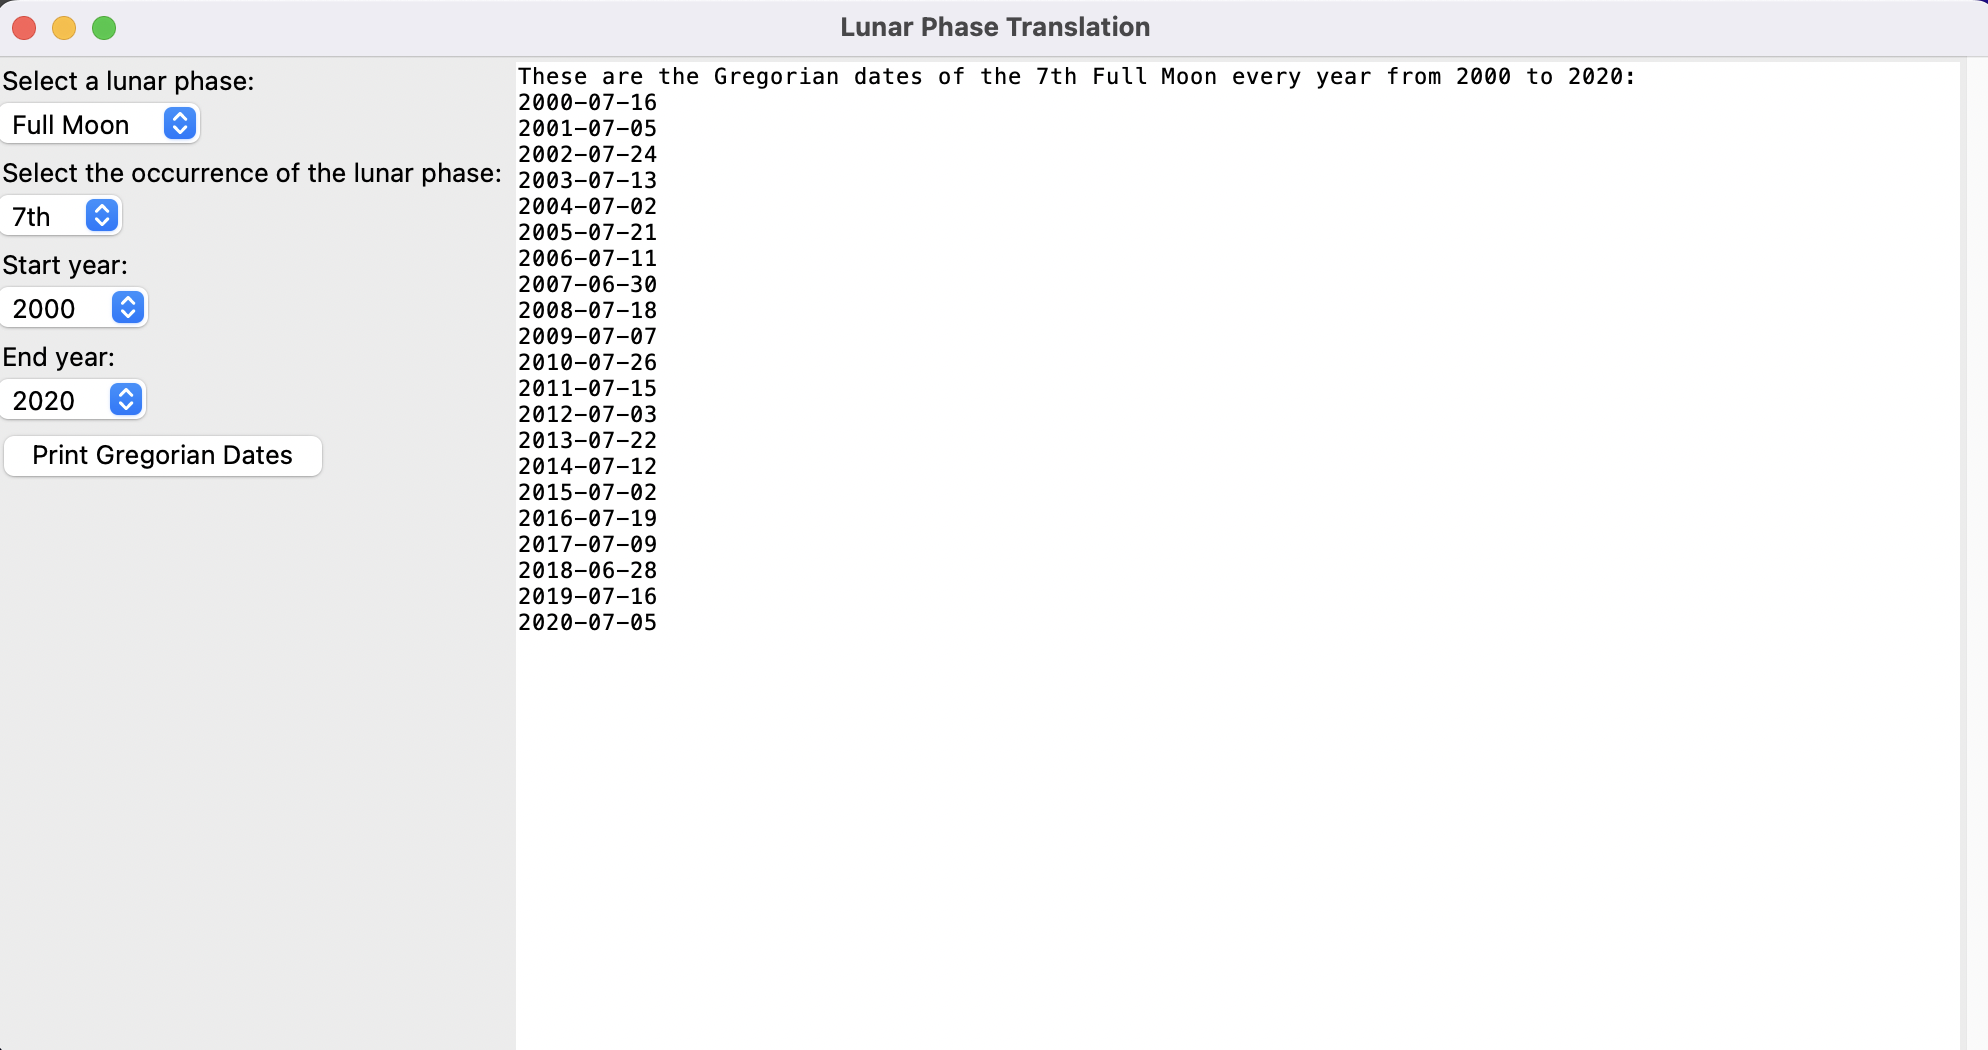 Lunar Phase Translation
Select a lunar phase:
Full Moon
Select the occurrence of the lunar phase:
7th
Start year:
2000
End year:
2020
Print Gregorian Dates
These are the Gregorian dates of the 7th Full Moon every year from 2000 to 2020:
2000-07-16
2001-07-05
2002-07-24
2003-07-13
2004-07-02
2005-07-21
2006-07-11
2007-06-30
2008-07-18
2009-07-07
2010-07-26
2011-07-15
2012-07-03
2013-07-22
2014-07-12
2015-07-02
2016-07-19
2017-07-09
2018-06-28
2019-07-16
2020-07-05